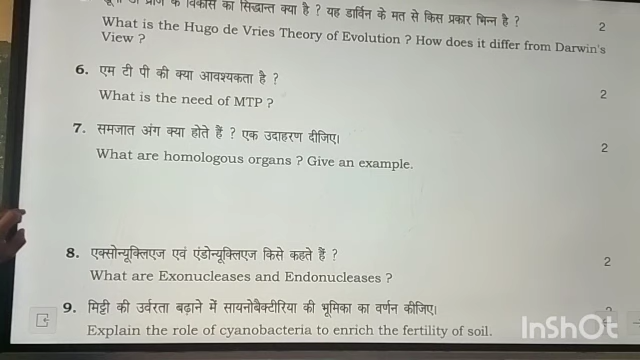 के विकास का सिद्धान्त क्या है ? यह डार्विन के मत से किस प्रकार भिन्न है ? 2
What is the Hugo de Vries Theory of Evolution ? How does it differ from Darwin's
View ?
6. एम टी पी की क्या आवश्यकता है ?
What is the need of MTP ? 2
7. समजात अंग क्या होते हैं ? एक उदाहरण दीजिए।
2
What are homologous organs ? Give an example.
8. एक्सोन्यूक्लिएज एवं एंडोन्यूक्लिएज किसे कहते हैं ? 2
What are Exonucleases and Endonucleases ?
9. मिट्टी की उर्वरता बढ़ाने में सायनोबैक्टीरिया की भूमिका का वर्णन कीजिए।
Explain the role of cyanobacteria to enrich the fertility of soil.
InShOt